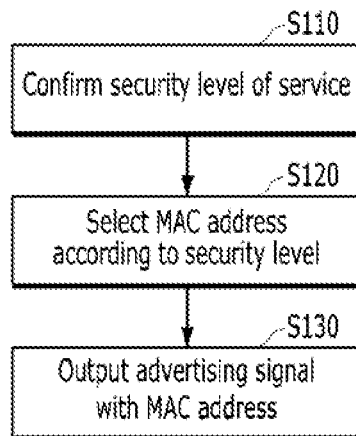 S110
Confirm security level of service
S120
Select MAC address
according to security level
S130
Output advertising signal
with MAC address